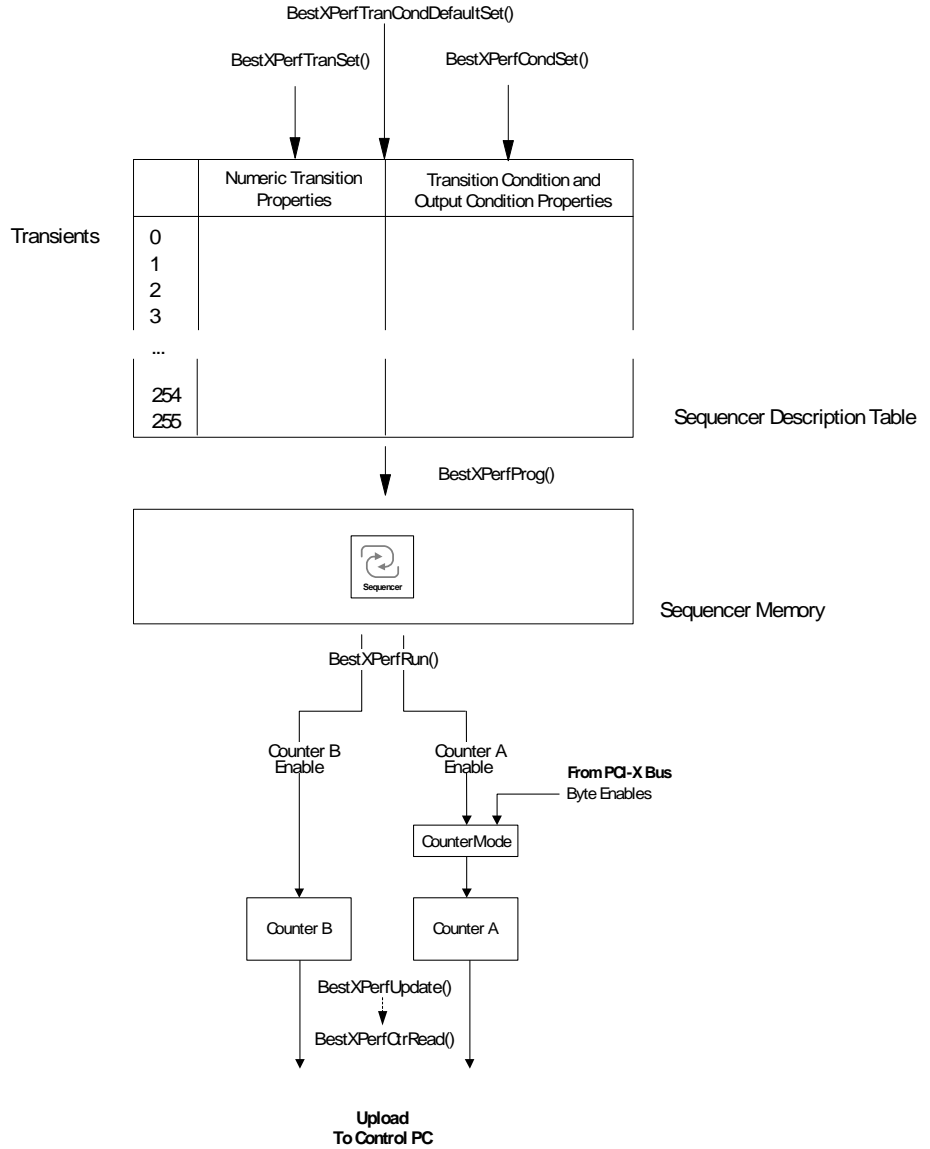 BestXPerfTranCondDefaultSet()
BestXPerfTranSet()
BestXPerfCondSet()
Numeric Transition
Properties
Transition Condition and
Output Condition Properties
Transients
0
1
2
3
...
254
255
Sequencer Description Table
BestXPerfProg()
Sequencer
Sequencer Memory
BestXPerfRun()
Counter B
Enable
Counter A
Enable
From PCI-X Bus
Byte Enables
CounterMode
Counter B
Counter A
BestXPerfUpdate()
BestXPerfCtrRead()
Upload
To Control PC